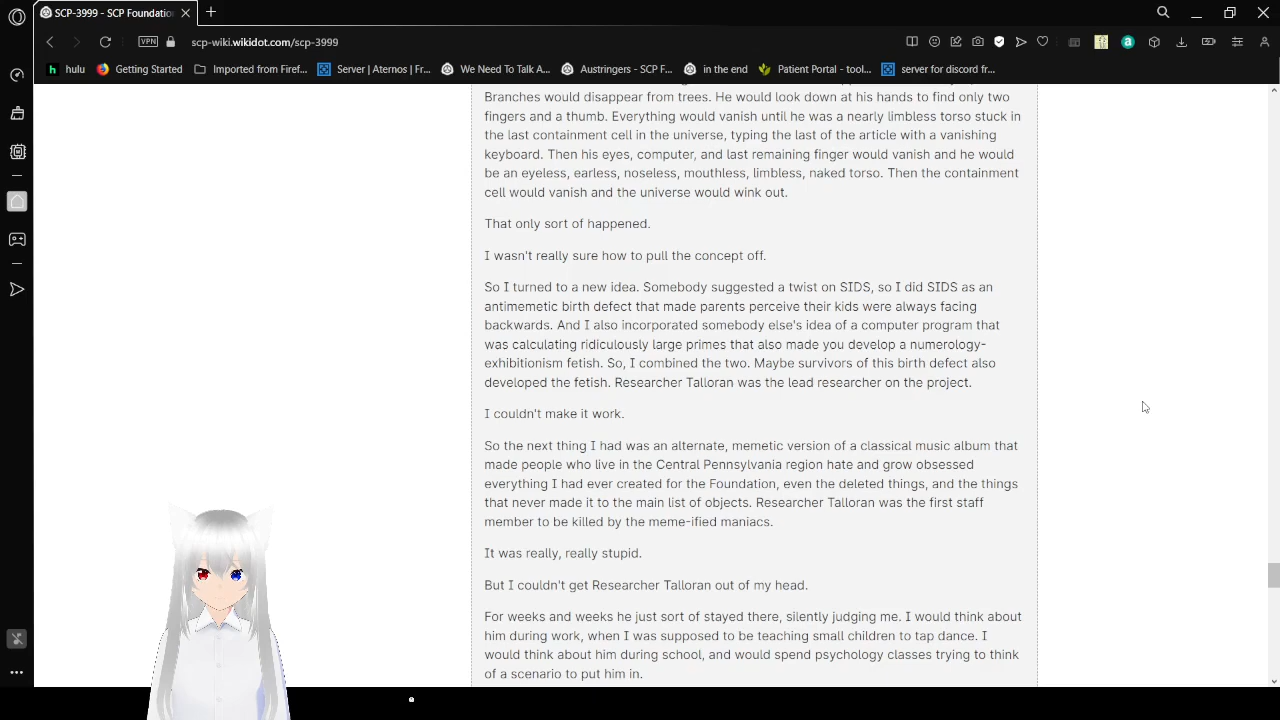 SCP-3999 - SCP Foundation
VPN
scp-wiki.wikidot.com/scp-3999
hulu
Getting Started
Imported from Firef...
Server | Aternos | Fr...
We Need To Talk A...
Austringers - SCP F...
in the end
Patient Portal - tool...
server for discord fr...
Branches would disappear from trees. He would look down at his hands to find only two
fingers and a thumb. Everything would vanish until he was a nearly limbless torso stuck in
the last containment cell in the universe, typing the last of the article with a vanishing
keyboard. Then his eyes, computer, and last remaining finger would vanish and he would
be an eyeless, earless, noseless, mouthless, limbless, naked torso. Then the containment
cell would vanish and the universe would wink out.
That only sort of happened.
I wasn't really sure how to pull the concept off.
So I turned to a new idea. Somebody suggested a twist on SIDS, so I did SIDS as an
antimemetic birth defect that made parents perceive their kids were always facing
backwards. And I also incorporated somebody else's idea of a computer program that
was calculating ridiculously large primes that also made you develop a numerology-
exhibitionism fetish. So, I combined the two. Maybe survivors of this birth defect also
developed the fetish. Researcher Talloran was the lead researcher on the project.
I couldn't make it work.
So the next thing I had was an alternate, memetic version of a classical music album that
made people who live in the Central Pennsylvania region hate and grow obsessed
everything I had ever created for the Foundation, even the deleted things, and the things
that never made it to the main list of objects. Researcher Talloran was the first staff
member to be killed by the meme-ified maniacs.
It was really, really stupid.
But I couldn't get Researcher Talloran out of my head.
For weeks and weeks he just sort of stayed there, silently judging me. I would think about
him during work, when I was supposed to be teaching small children to tap dance. I
would think about him during school, and would spend psychology classes trying to think
of a scenario to put him in.